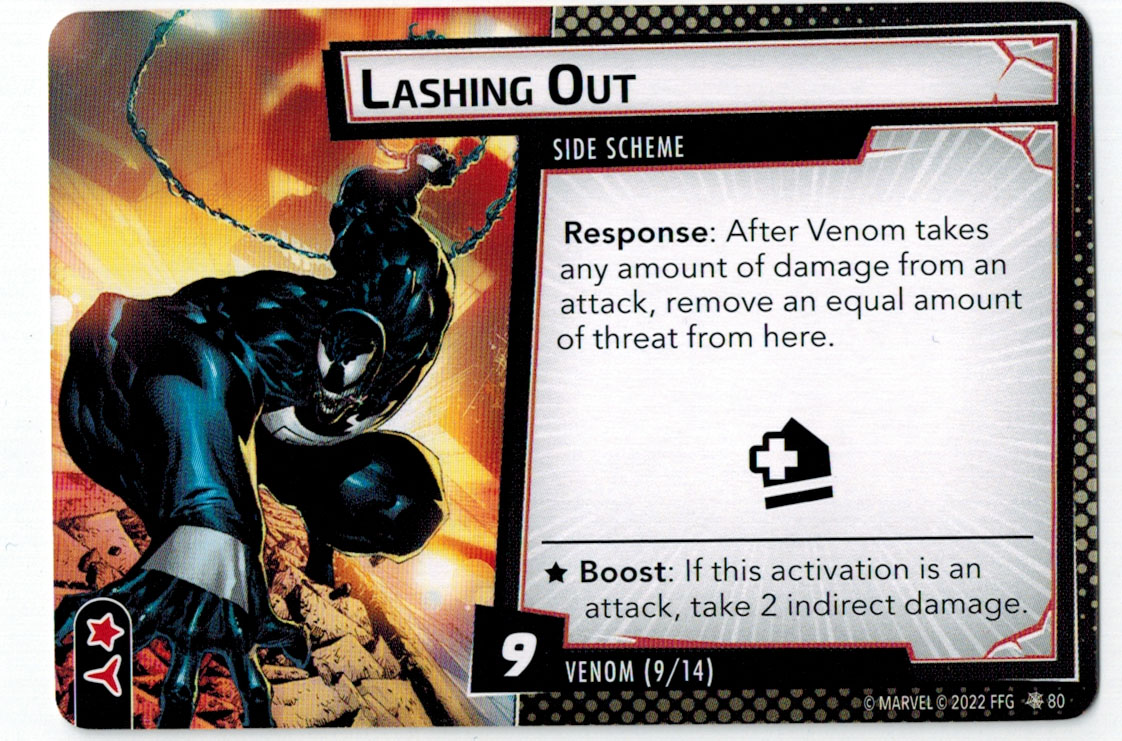 LASHING OUT
SIDE SCHEME
Response: After Venom takes
any amount of damage from an
attack, remove an equal amount
of threat from here.
★ Boost: If this activation is an
attack, take 2 indirect damage.
9
VENOM (9/14)
© MARVEL © 2022 FFG 80